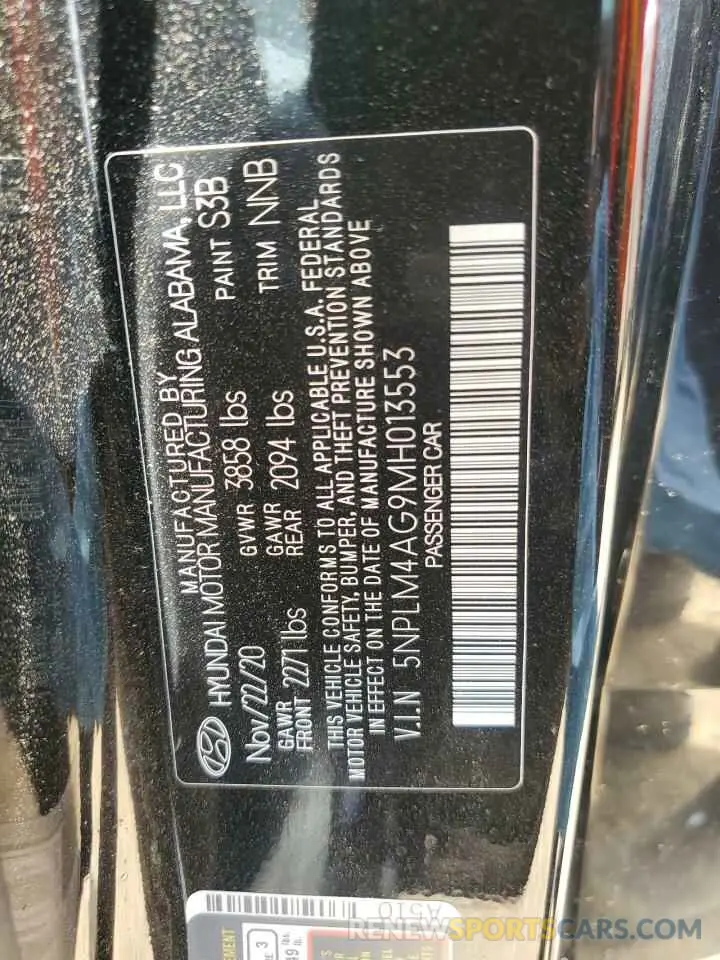 MANUFACTURED BY
HYUNDAI MOTOR MANUFACTURING ALABAMA, LLC
Nov/22/20
GVWR 3858 lbs
PAINT S3B
GAWR FRONT 2271 lbs
GAWR REAR 2094 lbs
TRIM NNB
THIS VEHICLE CONFORMS TO ALL APPLICABLE U.S.A. FEDERAL
MOTOR VEHICLE SAFETY, BUMPER, AND THEFT PREVENTION STANDARDS
IN EFFECT ON THE DATE OF MANUFACTURE SHOWN ABOVE
V.I.N 5NPLM4AG9MH013553
PASSENGER CAR
A510
RENEWSPORTSCARS.COM